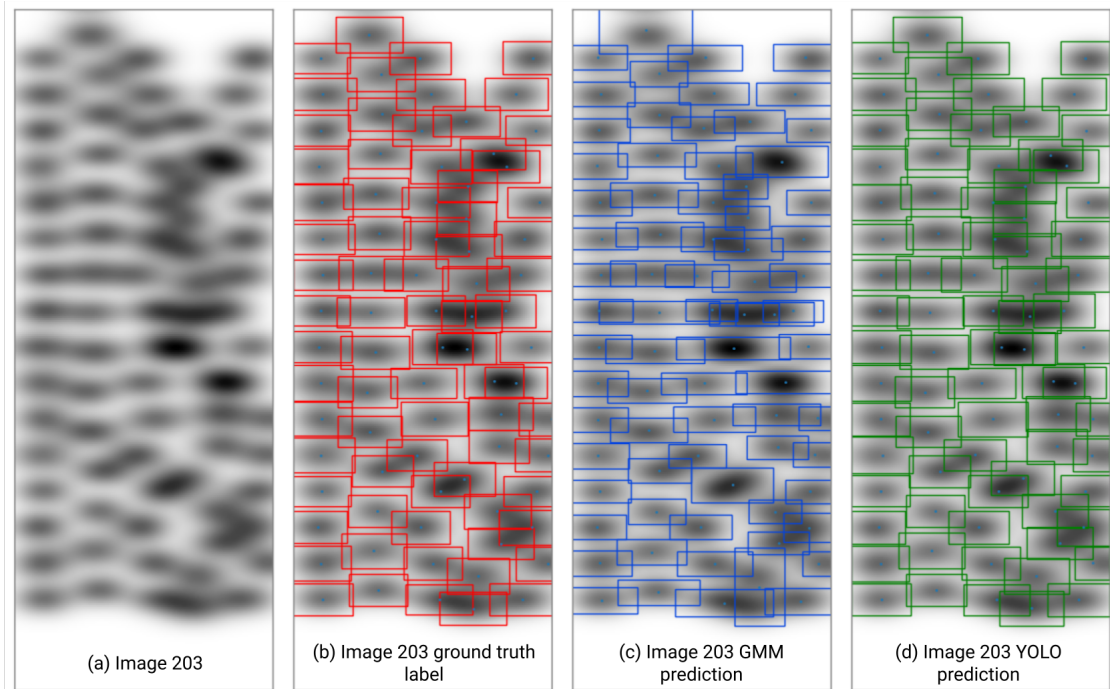 (a) Image 203
(b) Image 203 ground truth
label
(c) Image 203 GMM
prediction
(d) Image 203 YOLO
prediction